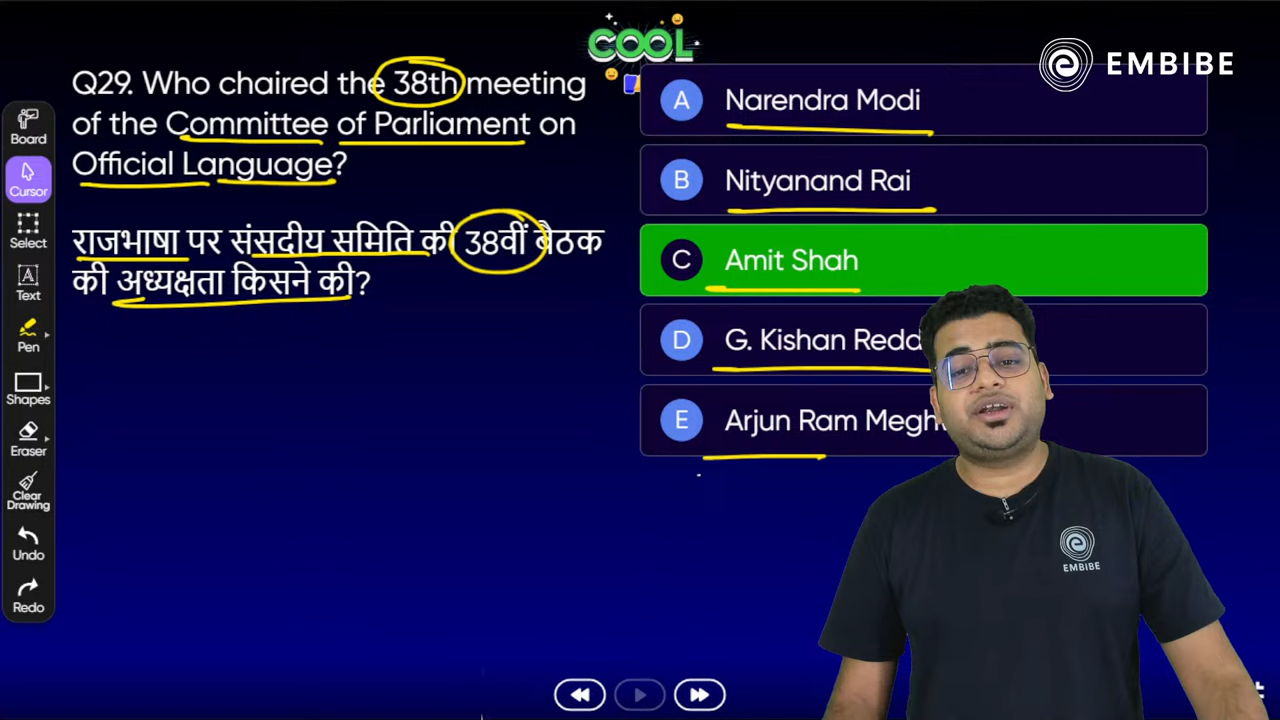 COOL
EMBIBE
Q29. Who chaired the 38th meeting
of the Committee of Parliament on
Official Language?
राजभाषा पर संसदीय समिति की 38वीं बैठक
की अध्यक्षता किसने की?
A Narendra Modi
B Nityanand Rai
C Amit Shah
D G. Kishan Redd
E Arjun Ram Megh
Board
Cursor
Select
Text
Pen
Shapes
Eraser
Clear
Drawing
Undo
Redo
EMBIBE